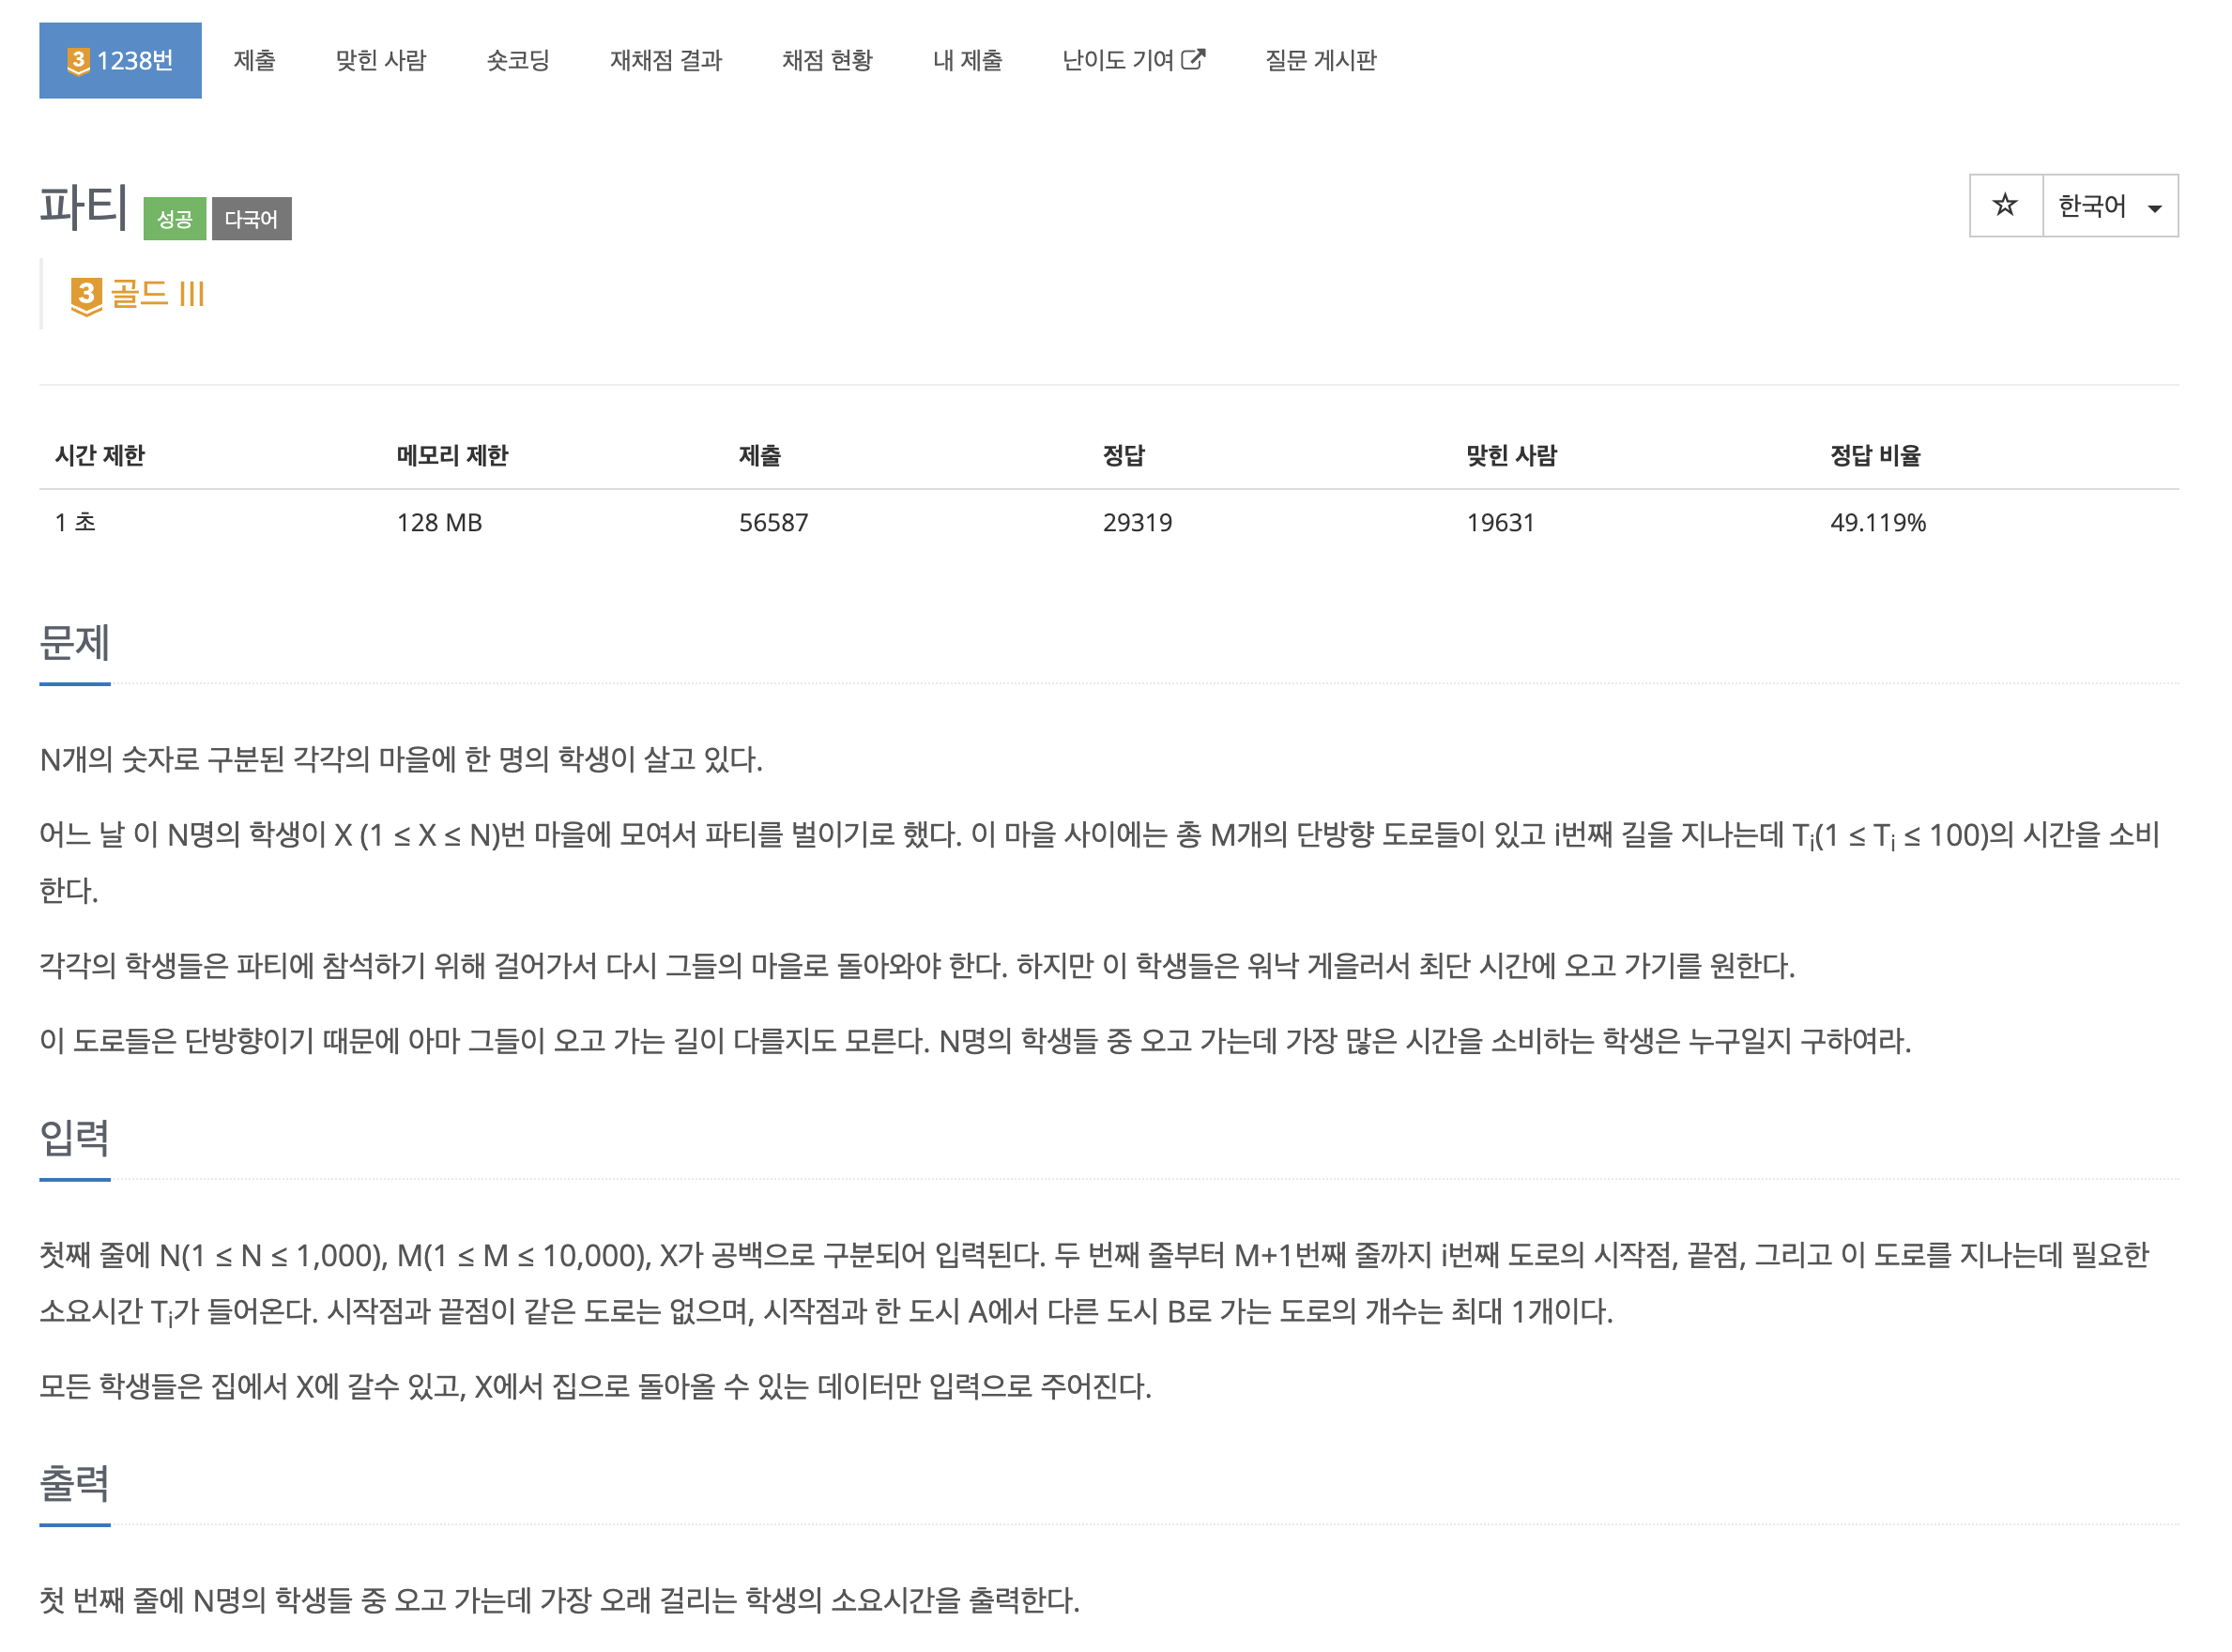 3 1238번 제출 맞힌 사람 숏코딩 재채점 결과 채점 현황 내 제출 난이도 기여 질문 게시판
파티 성공 다국어 ☆ 한국어
3 골드 III
시간 제한 메모리 제한 제출 정답 맞힌 사람 정답 비율
1 초 128 MB 56587 29319 19631 49.119%
문제
N개의 숫자로 구분된 각각의 마을에 한 명의 학생이 살고 있다.
어느 날 이 N명의 학생이 X (1 ≤ X ≤ N)번 마을에 모여서 파티를 벌이기로 했다. 이 마을 사이에는 총 M개의 단방향 도로들이 있고 i번째 길을 지나는데 Ti(1 ≤ Ti ≤ 100)의 시간을 소비
한다.
각각의 학생들은 파티에 참석하기 위해 걸어가서 다시 그들의 마을로 돌아와야 한다. 하지만 이 학생들은 워낙 게을러서 최단 시간에 오고 가기를 원한다.
이 도로들은 단방향이기 때문에 아마 그들이 오고 가는 길이 다를지도 모른다. N명의 학생들 중 오고 가는데 가장 많은 시간을 소비하는 학생은 누구일지 구하여라.
입력
첫째 줄에 N(1 ≤ N ≤ 1,000), M(1 ≤ M ≤ 10,000), X가 공백으로 구분되어 입력된다. 두 번째 줄부터 M+1번째 줄까지 i번째 도로의 시작점, 끝점, 그리고 이 도로를 지나는데 필요한
소요시간 Ti가 들어온다. 시작점과 끝점이 같은 도로는 없으며, 시작점과 한 도시 A에서 다른 도시 B로 가는 도로의 개수는 최대 1개이다.
모든 학생들은 집에서 X에 갈수 있고, X에서 집으로 돌아올 수 있는 데이터만 입력으로 주어진다.
출력
첫 번째 줄에 N명의 학생들 중 오고 가는데 가장 오래 걸리는 학생의 소요시간을 출력한다.